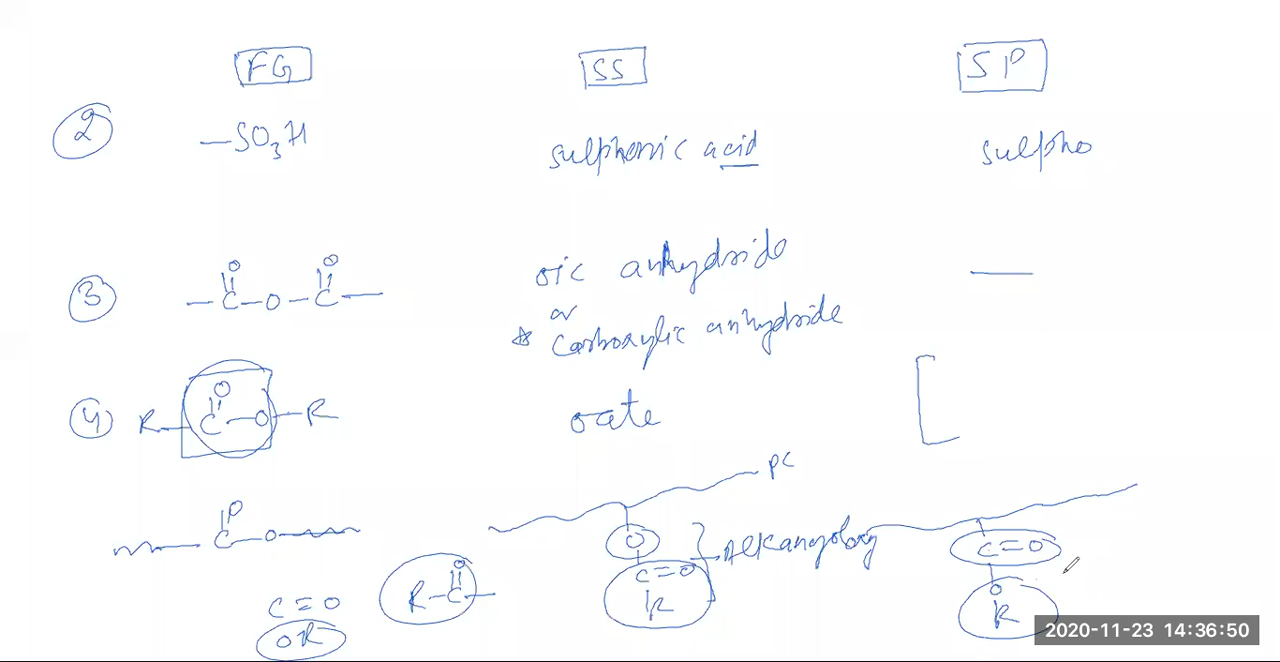 FG SS SP
2 —SO3H sulphonic acid sulpho
O O
3 —C—O—C— oic anhydride —
or
* Carboxylic anhydride
O
4 R—C—O—R oate
PC
O
C—O
O Alkanoyloxy C=O
O C=O O
R—C— R R
C=O
OR
2020-11-23 14:36:50